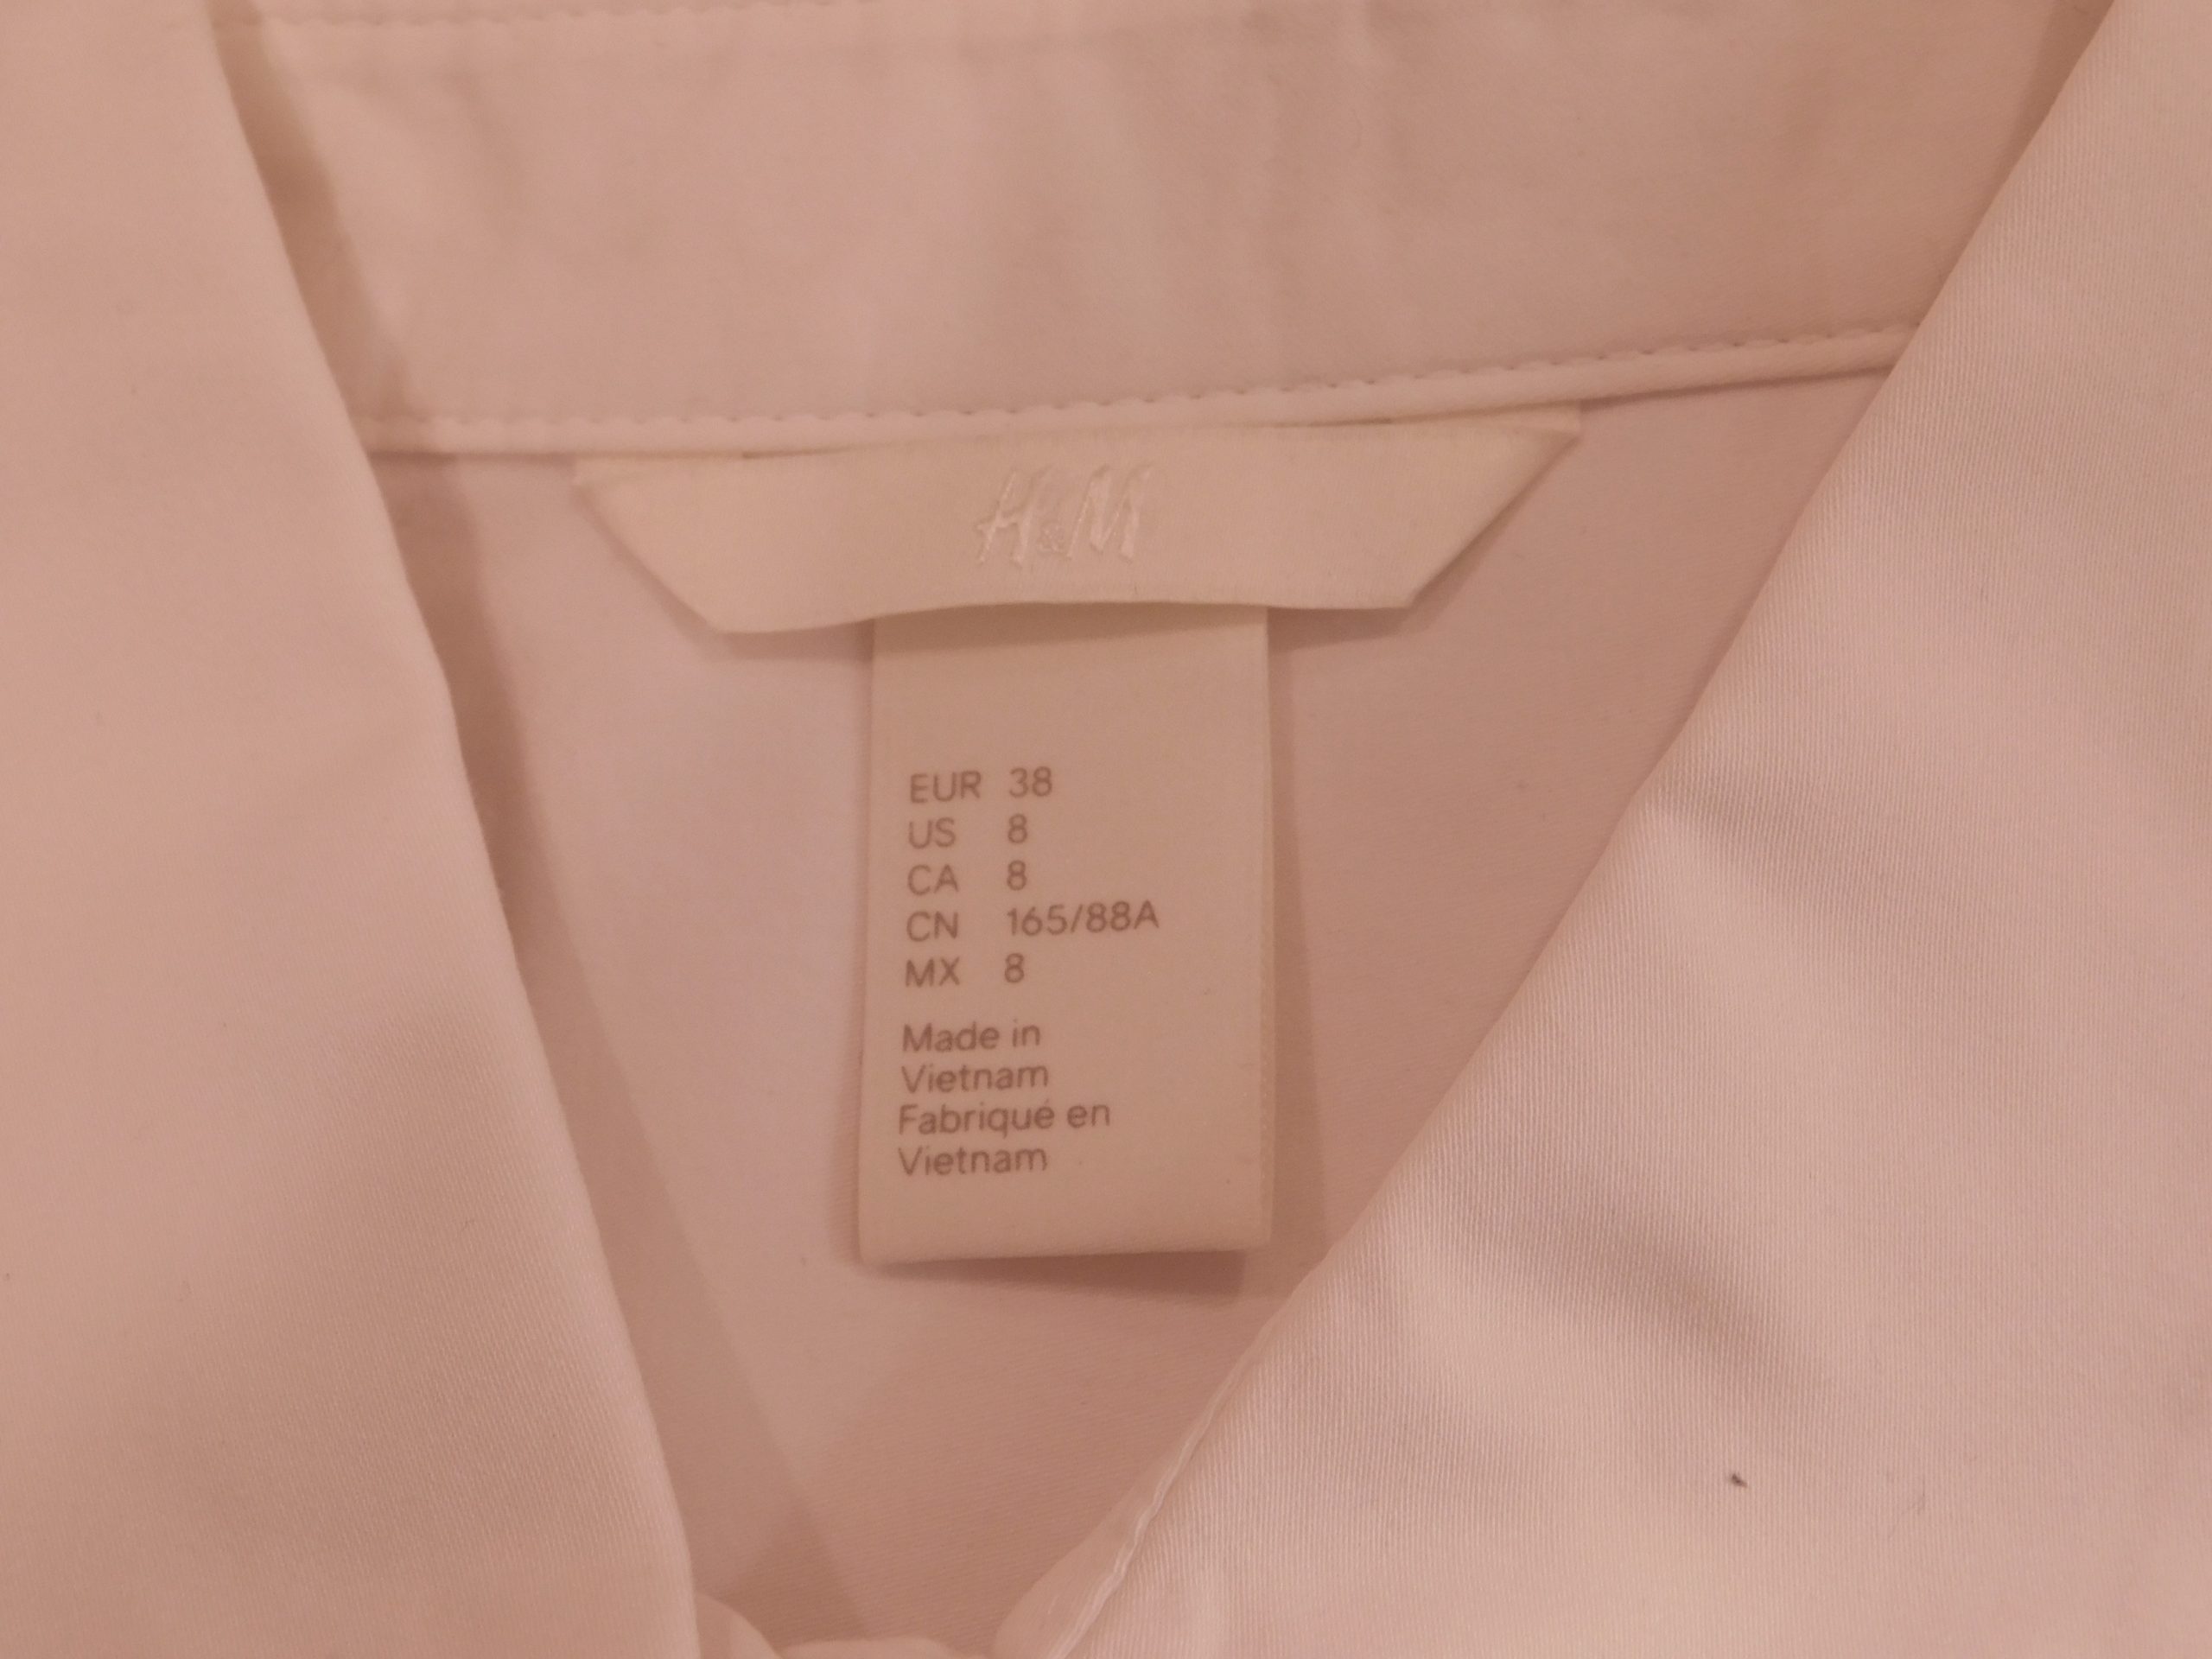 H&M
EUR 38
US 8
CA 8
CN 165/88A
MX 8
Made in
Vietnam
Fabriqué en
Vietnam